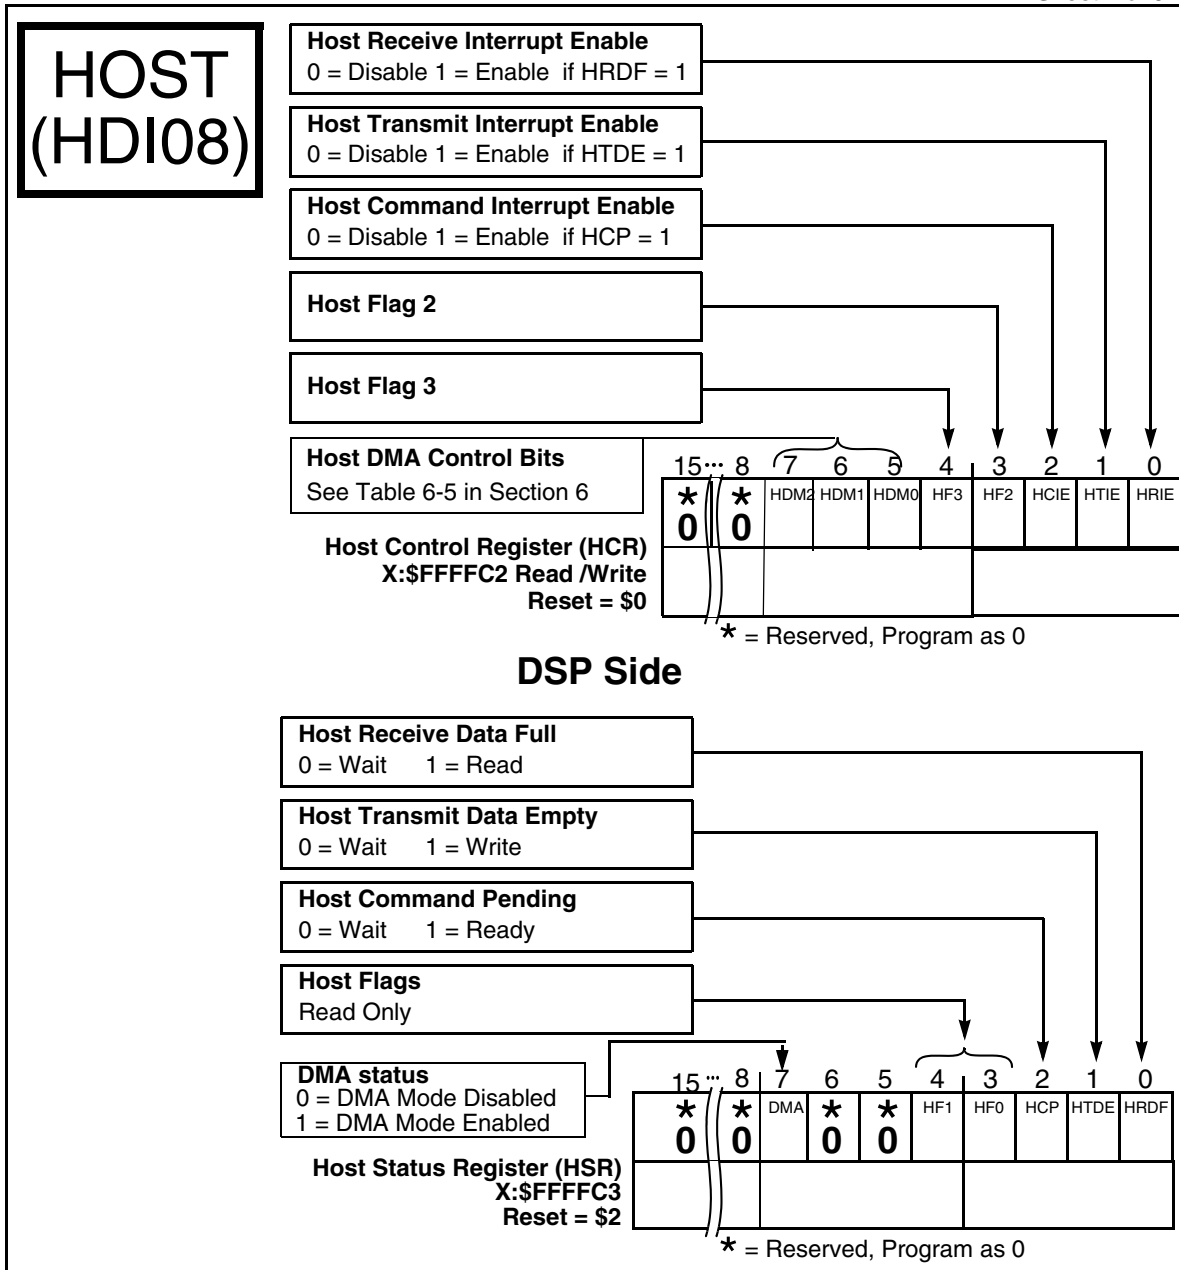 HOST
(HDI08)
Host Receive Interrupt Enable
0 = Disable 1 = Enable if HRDF = 1
Host Transmit Interrupt Enable
0 = Disable 1 = Enable if HTDE = 1
Host Command Interrupt Enable
0 = Disable 1 = Enable if HCP = 1
Host Flag 2
Host Flag 3
Host DMA Control Bits
See Table 6-5 in Section 6
15 ... 8 7 6 5 4 3 2 1 0
* * HDM2 HDM1 HDM0 HF3 HF2 HCIE HTIE HRIE
0 0
Host Control Register (HCR)
X:$FFFFC2 Read /Write
Reset = $0
* = Reserved, Program as 0
DSP Side
Host Receive Data Full
0 = Wait 1 = Read
Host Transmit Data Empty
0 = Wait 1 = Write
Host Command Pending
0 = Wait 1 = Ready
Host Flags
Read Only
DMA status
0 = DMA Mode Disabled
1 = DMA Mode Enabled
15 ... 8 7 6 5 4 3 2 1 0
* * DMA * * HF1 HF0 HCP HTDE HRDF
0 0 0 0
Host Status Register (HSR)
X:$FFFFC3
Reset = $2
* = Reserved, Program as 0